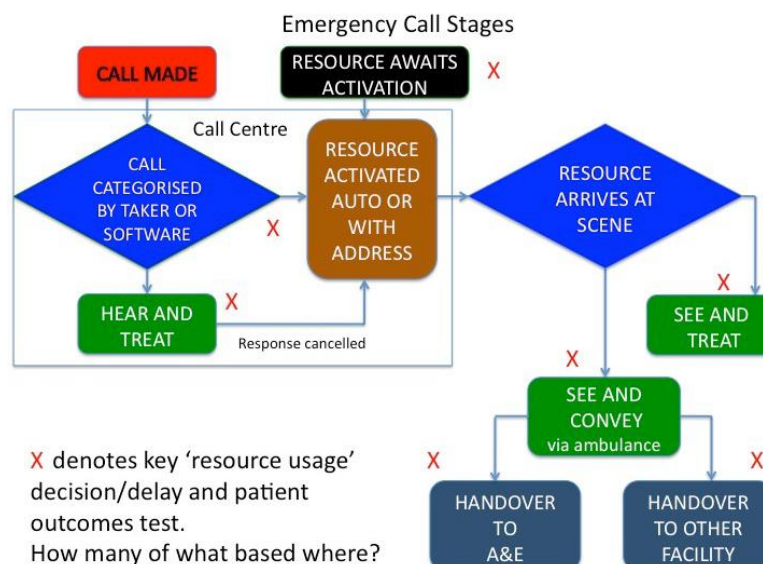 Emergency Call Stages
CALL MADE
RESOURCE AWAITS
ACTIVATION
X
Call Centre
CALL
CATEGORISED
BY TAKER OR
SOFTWARE
X
RESOURCE
ACTIVATED
AUTO OR
WITH
ADDRESS
RESOURCE
ARRIVES AT
SCENE
HEAR AND
TREAT
X
Response cancelled
X
SEE AND
TREAT
X
SEE AND
CONVEY
via ambulance
X denotes key ‘resource usage’
decision/delay and patient
outcomes test.
How many of what based where?
X
HANDOVER
TO
A&E
X
HANDOVER
TO OTHER
FACILITY